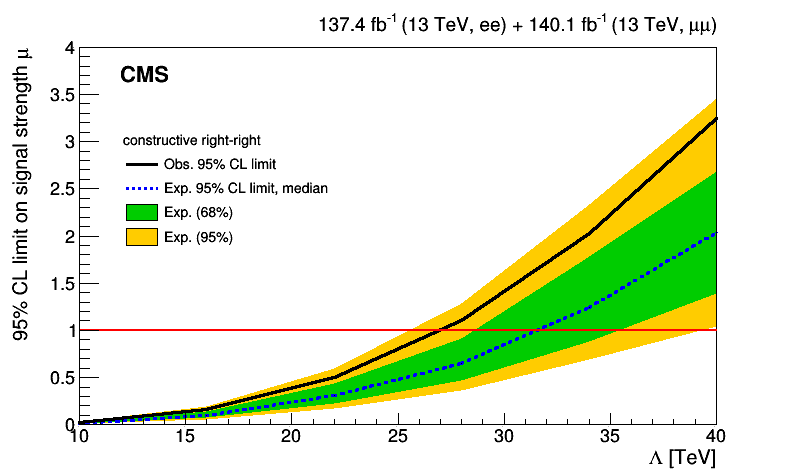 137.4 fb-1 (13 TeV, ee) + 140.1 fb-1 (13 TeV, μμ)
95% CL limit on signal strength μ
CMS
constructive right-right
Obs. 95% CL limit
Exp. 95% CL limit, median
Exp. (68%)
Exp. (95%)
4
3.5
3
2.5
2
1.5
1
0.5
0
10 15 20 25 30 35 40
Λ [TeV]